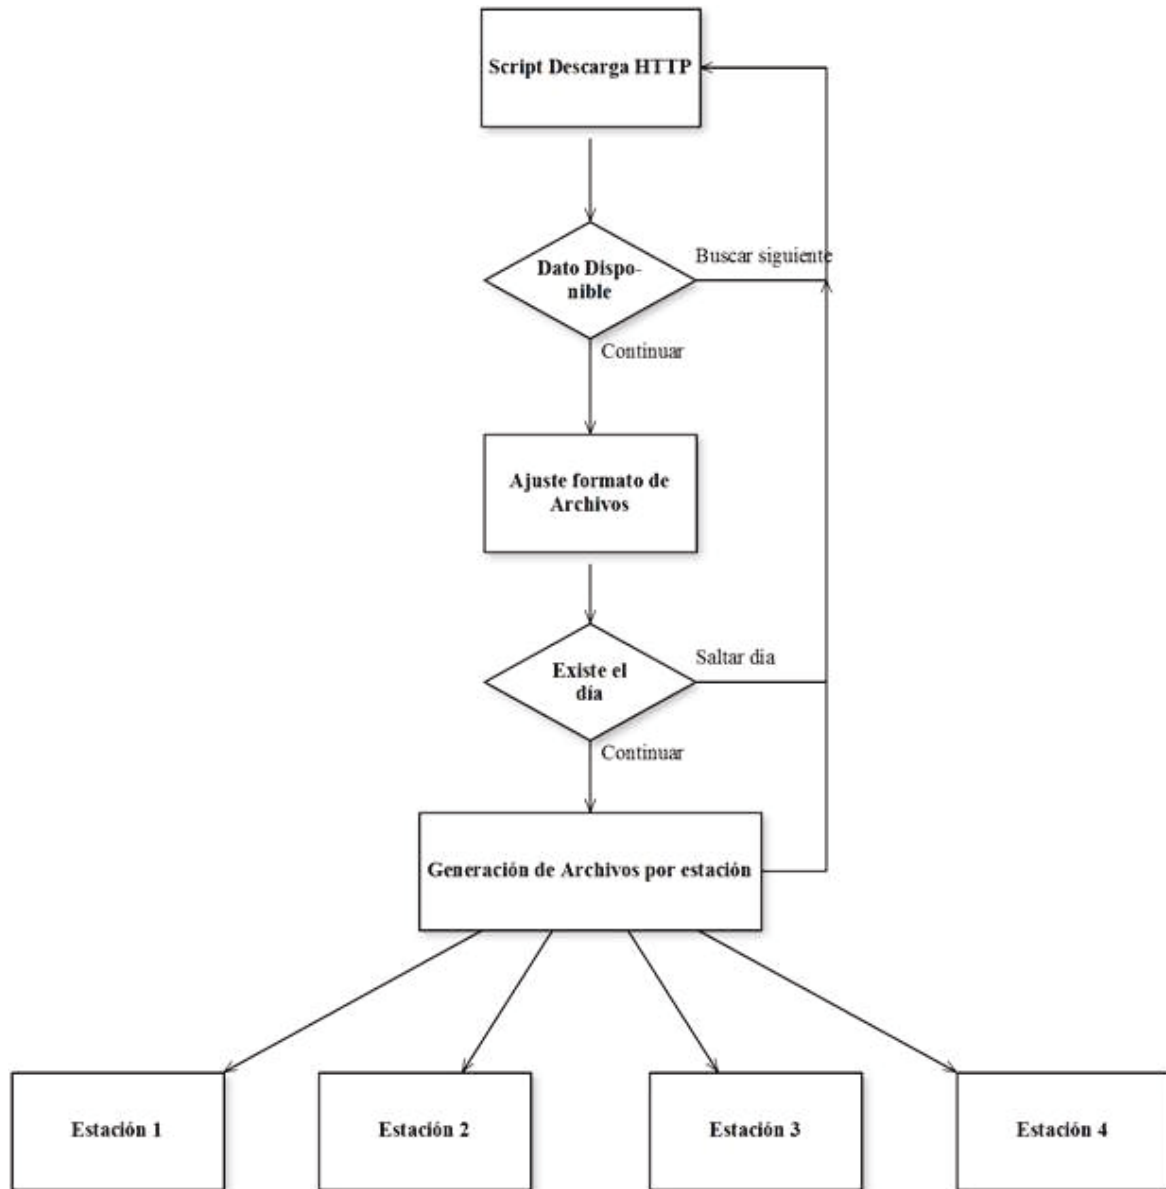 Script Descarga HTTP
Dato Dispo-
nible
Buscar siguiente
Continuar
Ajuste formato de
Archivos
Existe el
día
Saltar dia
Continuar
Generación de Archivos por estación
Estación 1
Estación 2
Estación 3
Estación 4